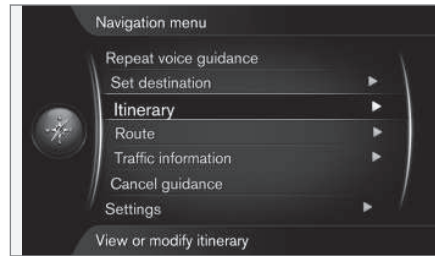 Navigation menu
Repeat voice guidance
Set destination
Itinerary
Route
Traffic information
Cancel guidance
Settings
View or modify itinerary